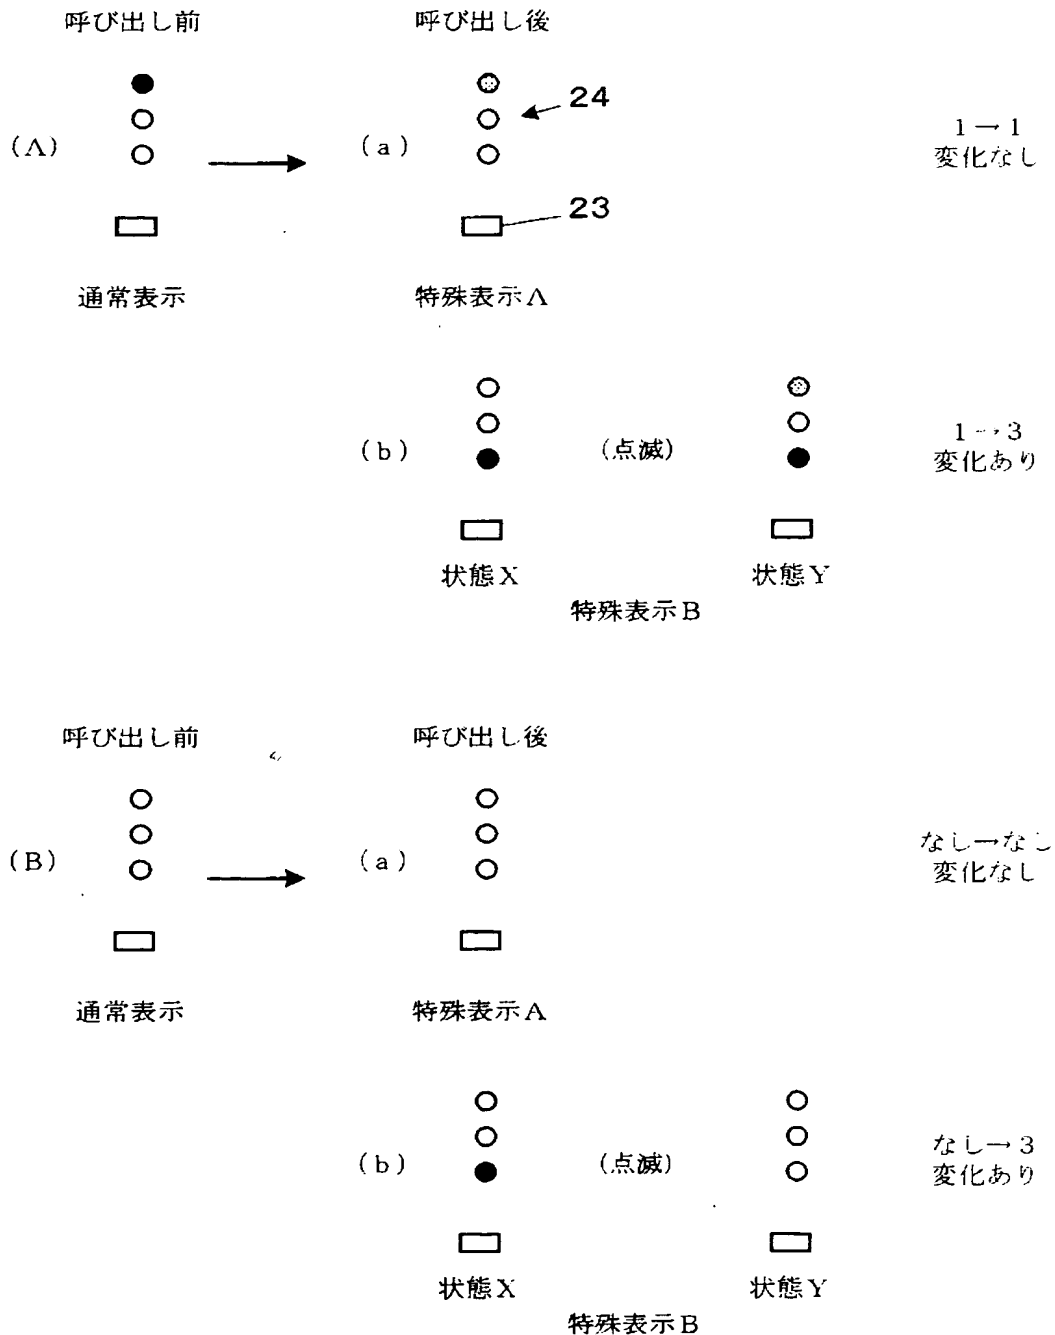 呼び出し前 呼び出し後
24
(A) (a) 1→1
変化なし
23
通常表示 特殊表示A
(b) (点滅) 1→3
変化あり
状態X 状態Y
特殊表示B
呼び出し前 呼び出し後
(B) (a) なし→なし
変化なし
通常表示 特殊表示A
(b) (点滅) なし→3
変化あり
状態X 状態Y
特殊表示B